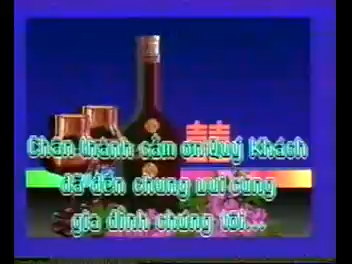 囍
Chân thành cảm ơn Quý khách
đã đến chung vui cùng
gia đình chúng tôi...